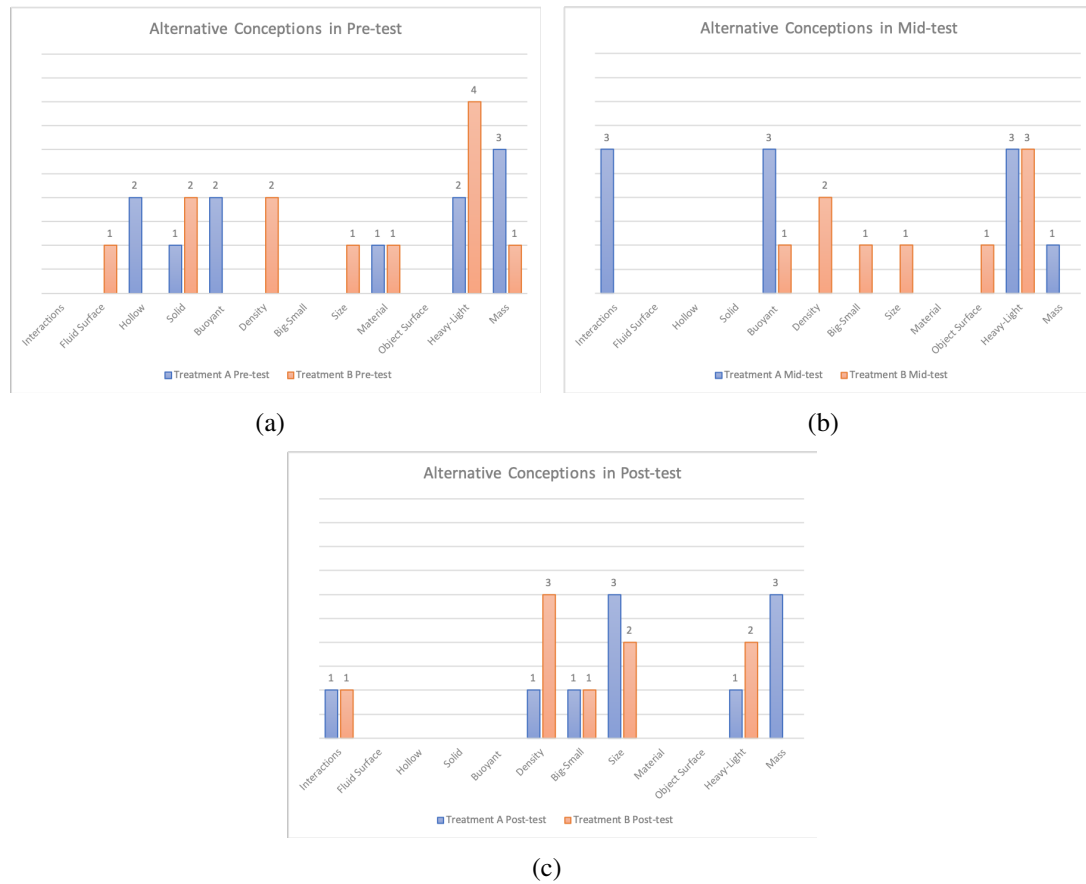 Alternative Conceptions in Pre-test
4
3
2 2 2 2 2
1 1 1 1 1 1
Interactions Fluid Surface Hollow Solid Buoyant Density Big-Small Size Material Object Surface Heavy-Light Mass
Treatment A Pre-test Treatment B Pre-test
(a)
Alternative Conceptions in Mid-test
3 3 3 3
2
1 1 1 1 1
Interactions Fluid Surface Hollow Solid Buoyant Density Big-Small Size Material Object Surface Heavy-Light Mass
Treatment A Mid-test Treatment B Mid-test
(b)
Alternative Conceptions in Post-test
3 3 3
2 2
1 1 1 1 1 1
Interactions Fluid Surface Hollow Solid Buoyant Density Big-Small Size Material Object Surface Heavy-Light Mass
Treatment A Post-test Treatment B Post-test
(c)